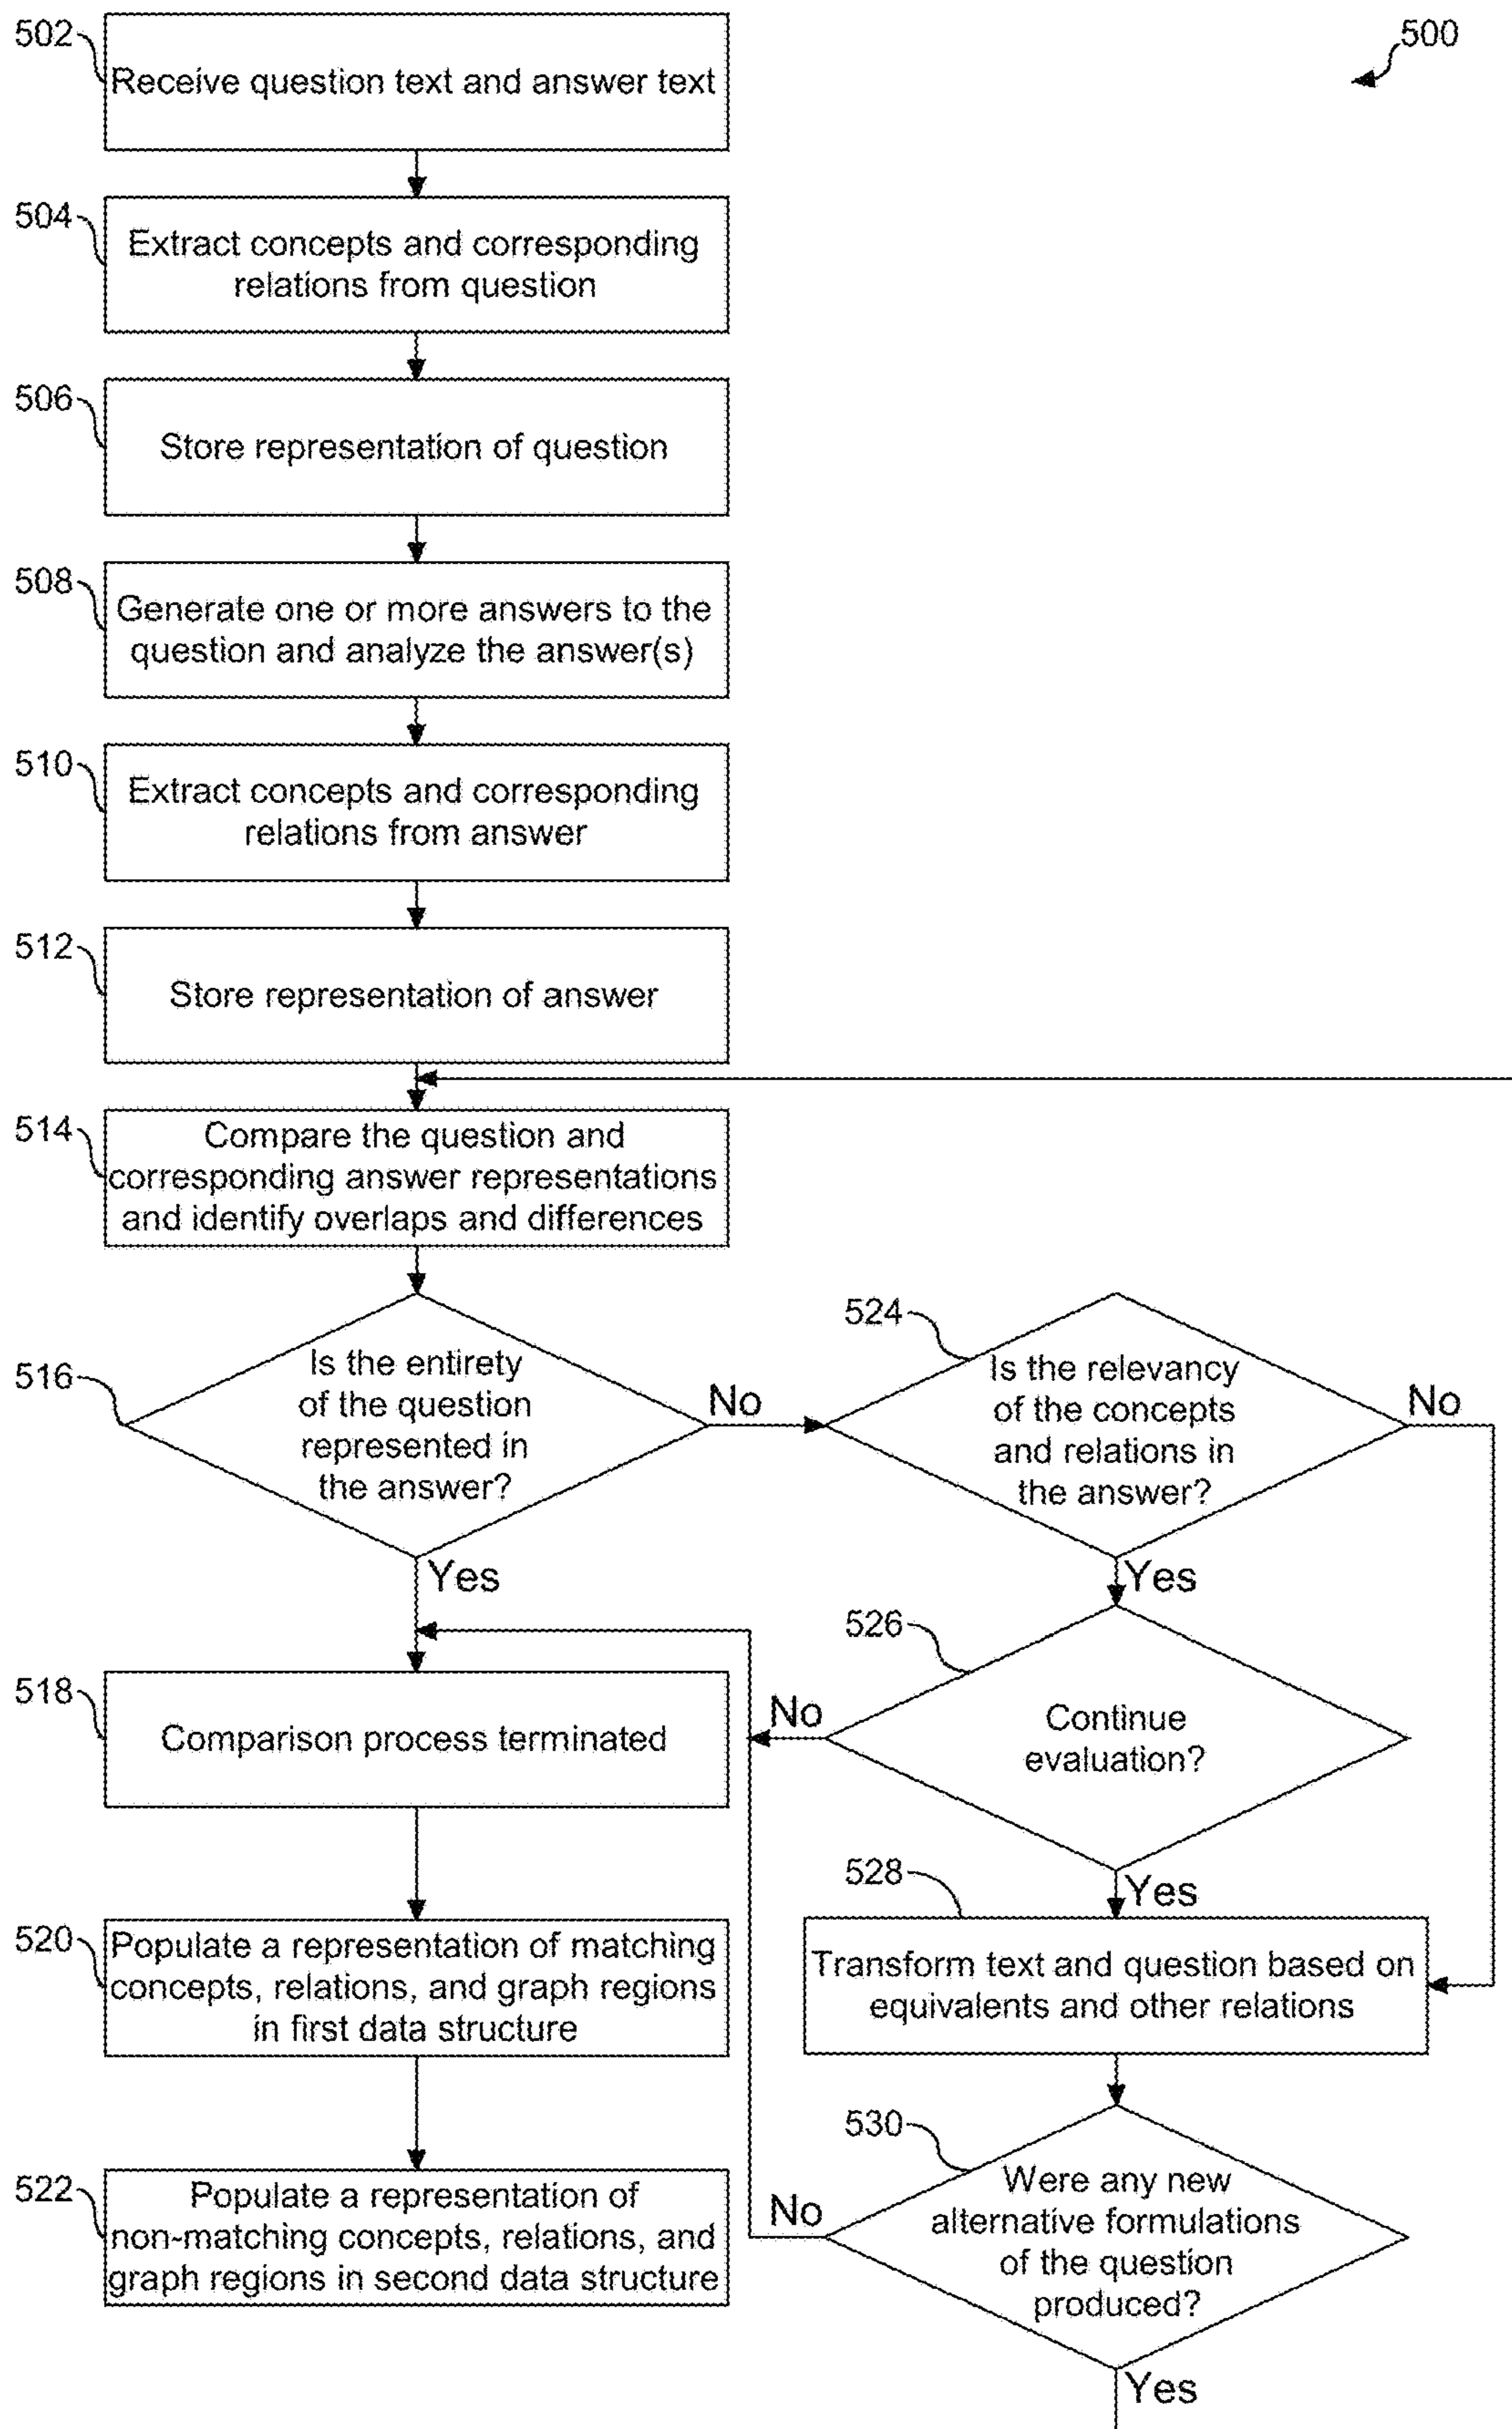 500
502
Receive question text and answer text
504
Extract concepts and corresponding
relations from question
506
Store representation of question
508
Generate one or more answers to the
question and analyze the answer(s)
510
Extract concepts and corresponding
relations from answer
512
Store representation of answer
514
Compare the question and
corresponding answer representations
and identify overlaps and differences
516
Is the entirety
of the question
represented in
the answer?
No
Yes
524
Is the relevancy
of the concepts
and relations in
the answer?
No
Yes
518
Comparison process terminated
526
Continue
evaluation?
No
Yes
520
Populate a representation of matching
concepts, relations, and graph regions
in first data structure
528
Transform text and question based on
equivalents and other relations
522
Populate a representation of
non-matching concepts, relations, and
graph regions in second data structure
530
Were any new
alternative formulations
of the question
produced?
No
Yes